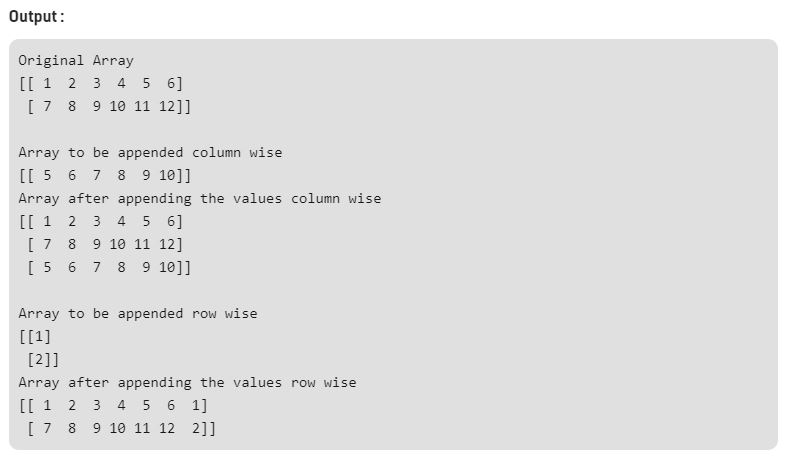 Output :
Original Array
[[ 1  2  3  4  5  6]
 [ 7  8  9 10 11 12]]
Array to be appended column wise
[[ 5  6  7  8  9 10]]
Array after appending the values column wise
[[ 1  2  3  4  5  6]
 [ 7  8  9 10 11 12]
 [ 5  6  7  8  9 10]]
Array to be appended row wise
[[1]
 [2]]
Array after appending the values row wise
[[ 1  2  3  4  5  6  1]
 [ 7  8  9 10 11 12  2]]